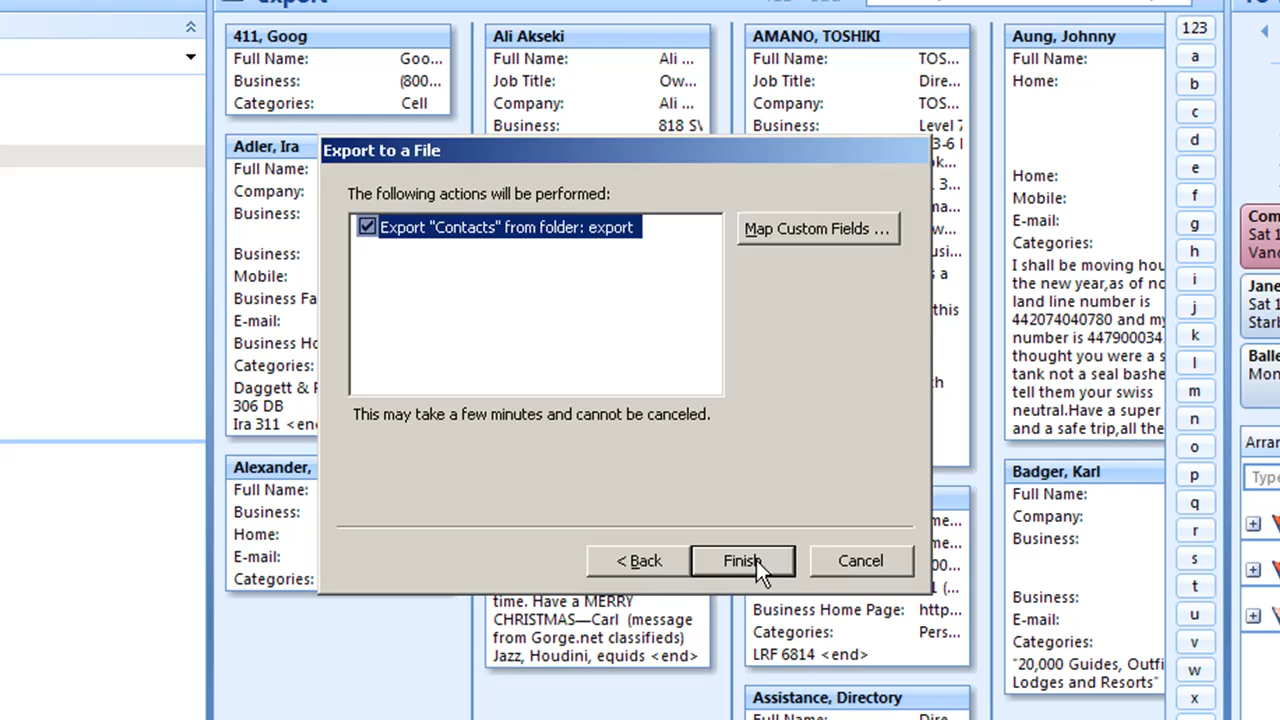 export
411, Goog
Full Name: Goo...
Business: (800...
Categories: Cell
Adler, Ira
Full Name:
Company:
Business:
Business:
Mobile:
Business Fa
E-mail:
Business Ho
Categories:
Daggett &
306 DB
Ira 311 <end
Alexander,
Full Name:
Business:
Home:
E-mail:
Categories:
Ali Akseki
Full Name: Ali ...
Job Title: Ow...
Company: Ali ...
Business: 818 SW
time. Have a MERRY
CHRISTMAS—Carl (message
from Gorge.net classifieds)
Jazz, Houdini, equids <end>
AMANO, TOSHIKI
Full Name: TOS...
Job Title: Dire...
Company: TOS...
Business: Level 7
3-6
Business Home Page: http...
Categories: Pers...
LRF 6814 <end>
Assistance, Directory
Full Name: Dire
Aung, Johnny
Full Name:
Home:
Home:
Mobile:
E-mail:
Categories:
I shall be moving hou
the new year,as of no
land line number is
442074040780 and my
number is 447900034
thought you were a s
tank not a seal bashe
tell them your swiss
neutral.Have a super
and a safe trip,all the
Badger, Karl
Full Name:
Company:
Business:
Business:
E-mail:
Categories:
"20,000 Guides, Outfi
Lodges and Resorts"
Export to a File
The following actions will be performed:
Export "Contacts" from folder: export
Map Custom Fields ...
This may take a few minutes and cannot be canceled.
< Back
Finish
Cancel
123
a
b
c
d
e
f
g
h
i
j
k
l
m
n
o
p
q
r
s
t
u
v
w
x
Com
Sat 1
Vanc
Jane
Sat 1
Starb
Balle
Mon
Arran
Type